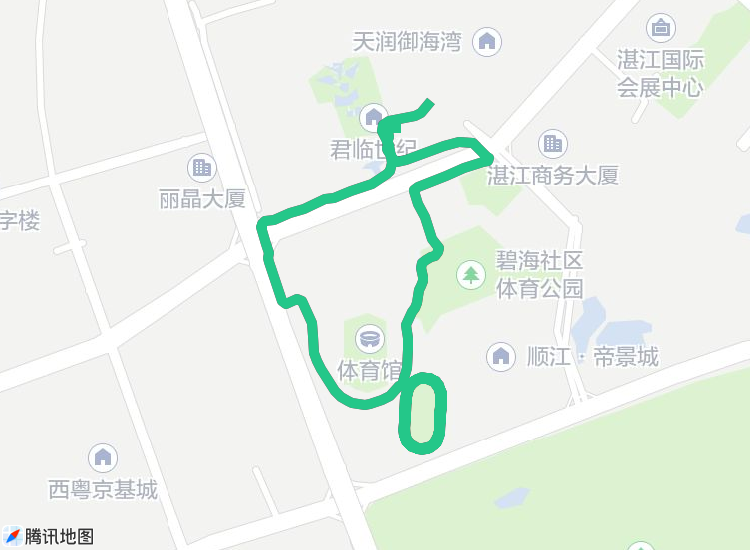 天润御海湾
湛江国际
会展中心
君临世纪
湛江商务大厦
丽晶大厦
字楼
碧海社区
体育公园
体育馆
顺江·帝景城
西粤京基城
腾讯地图